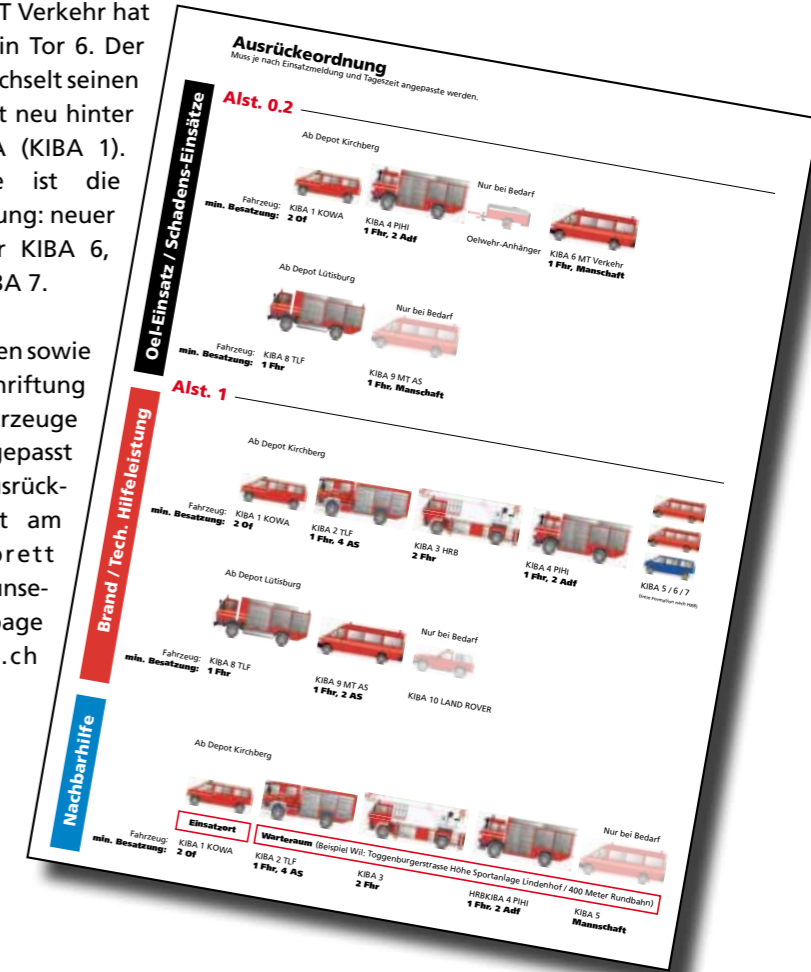 T Verkehr hat
in Tor 6. Der
chselt seinen
t neu hinter
A (KIBA 1).
e ist die
ung: neuer
r KIBA 6,
BA 7.
en sowie
hriftung
rzeuge
gepasst
usrück-
t am
prett
unse-
page
.ch
Ausrückeordnung
Muss je nach Einsatzmeldung und Tageszeit angepasste werden.
Oel-Einsatz / Schadens-Einsätze
Alst. 0.2
Ab Depot Kirchberg
Nur bei Bedarf
Fahrzeug: KIBA 1 KOWA KIBA 4 PIHI Oelwehr-Anhänger KIBA 6 MT Verkehr
min. Besatzung: 2 Of 1 Fhr, 2 Adf 1 Fhr, Manschaft
Ab Depot Lütisburg
Nur bei Bedarf
Fahrzeug: KIBA 8 TLF KIBA 9 MT AS
min. Besatzung: 1 Fhr 1 Fhr, Manschaft
Brand / Tech. Hilfeleistung
Alst. 1
Ab Depot Kirchberg
Fahrzeug: KIBA 1 KOWA KIBA 2 TLF KIBA 3 HRB KIBA 4 PIHI KIBA 5 / 6 / 7
min. Besatzung: 2 Of 1 Fhr, 4 AS 2 Fhr 1 Fhr, 2 Adf
Ab Depot Lütisburg
Nur bei Bedarf
Fahrzeug: KIBA 8 TLF KIBA 9 MT AS KIBA 10 LAND ROVER
min. Besatzung: 1 Fhr 1 Fhr, 2 AS
Nachbarhilfe
Ab Depot Kirchberg
Nur bei Bedarf
Einsatzort
Warteraum (Beispiel Wil: Toggenburgerstrasse Höhe Sportanlage Lindenhof / 400 Meter Rundbahn)
Fahrzeug: KIBA 1 KOWA KIBA 2 TLF KIBA 3 HRBKIBA 4 PIHI KIBA 5
min. Besatzung: 2 Of 1 Fhr, 4 AS 2 Fhr 1 Fhr, 2 Adf Mannschaft